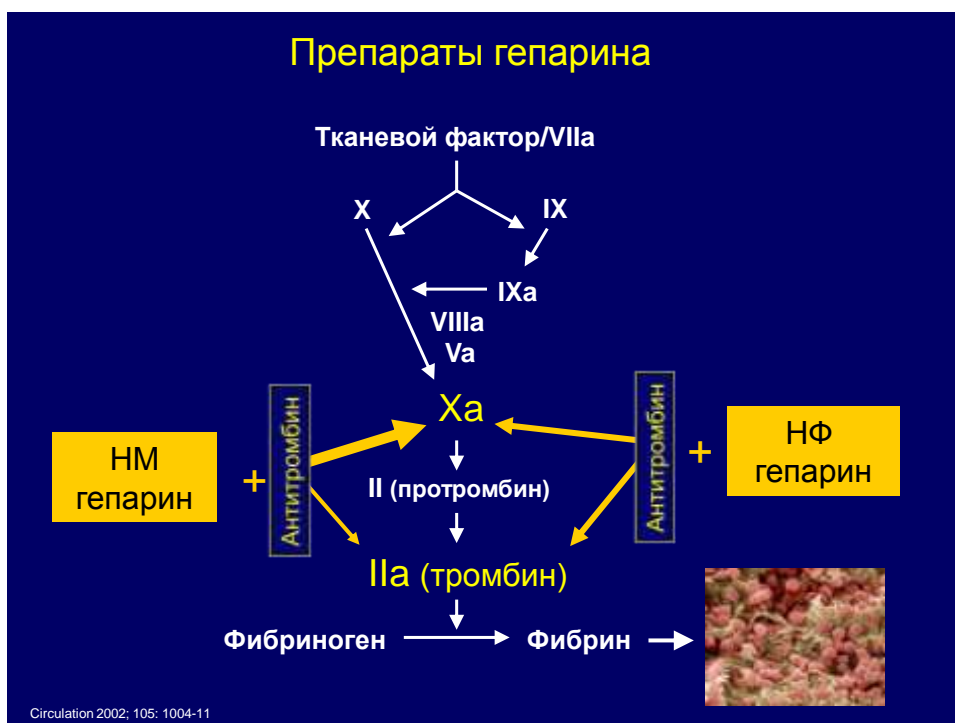 Препараты гепарина
Тканевой фактор/VIIa
X
IX
IXa
VIIIa
Va
Xa
НМ
гепарин
+
Антитромбин
II (протромбин)
Антитромбин
+
НФ
гепарин
IIa (тромбин)
Фибриноген
Фибрин
Circulation 2002; 105: 1004-11